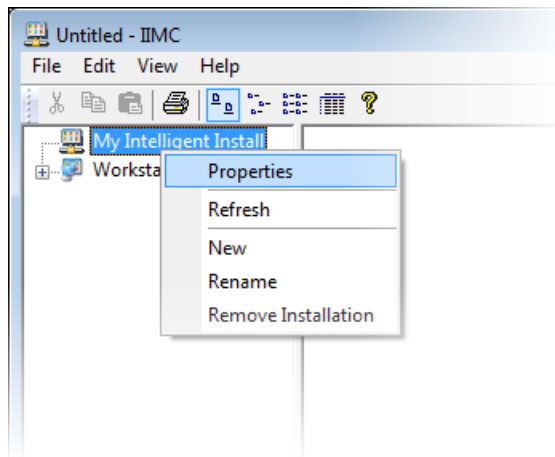 Untitled - IIMC
File Edit View Help
My Intelligent Install
Worksta
Properties
Refresh
New
Rename
Remove Installation